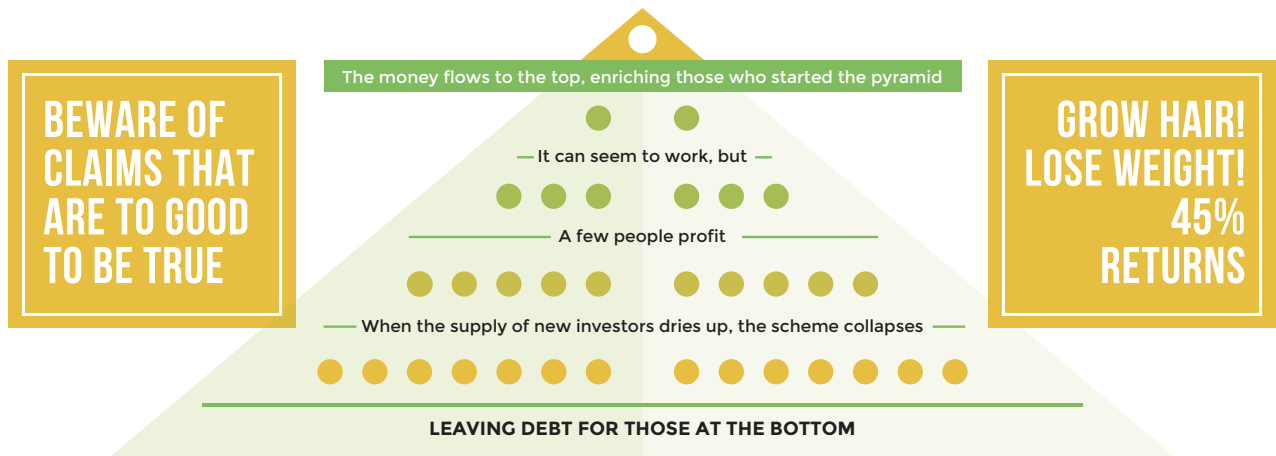 BEWARE OF
CLAIMS THAT
ARE TO GOOD
TO BE TRUE
The money flows to the top, enriching those who started the pyramid
It can seem to work, but
A few people profit
When the supply of new investors dries up, the scheme collapses
LEAVING DEBT FOR THOSE AT THE BOTTOM
GROW HAIR!
LOSE WEIGHT!
45%
RETURNS